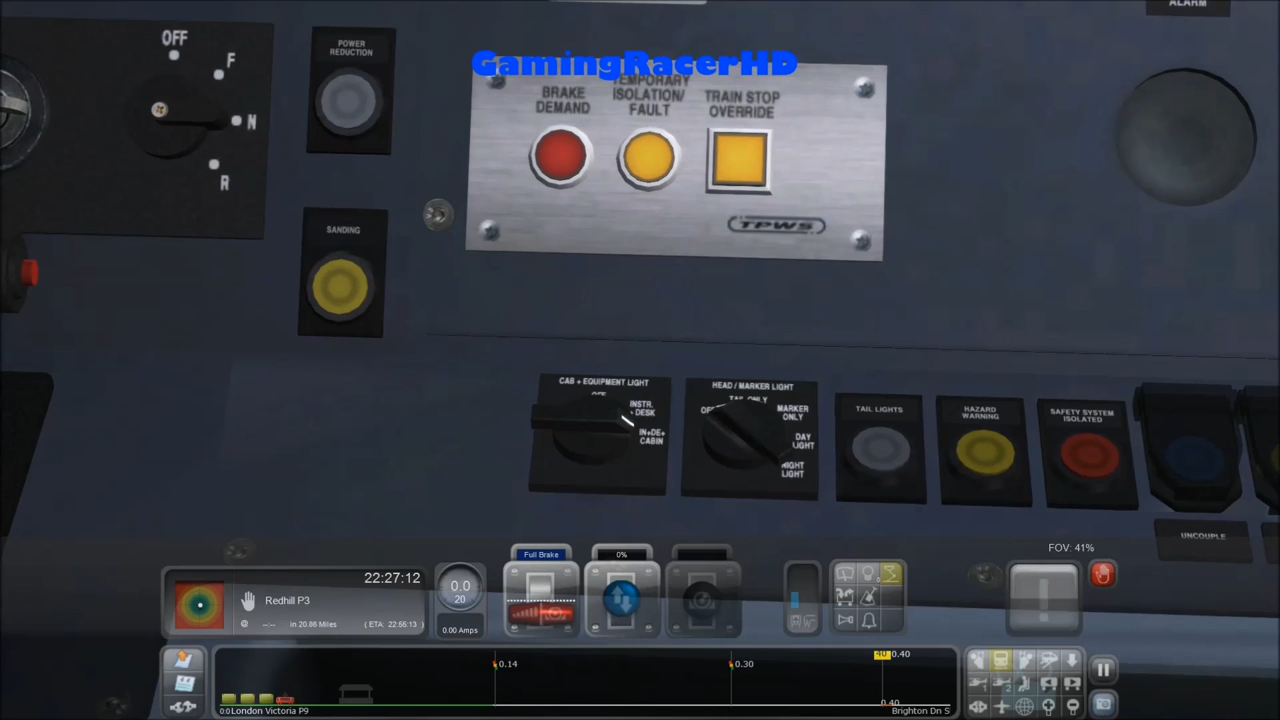 ALARM
OFF
F
N
R
POWER
REDUCTION
GamingRacerHD
BRAKE
DEMAND
TEMPORARY
ISOLATION/
FAULT
TRAIN STOP
OVERRIDE
TPWS
SANDING
CAB + EQUIPMENT LIGHT
OFF
INSTR.
+ DESK
IN+DE+
CABIN
HEAD / MARKER LIGHT
TAIL ONLY
MARKER
ONLY
DAY
LIGHT
NIGHT
LIGHT
TAIL LIGHTS
HAZARD
WARNING
SAFETY SYSTEM
ISOLATED
UNCOUPLE
FOV: 41%
22:27:12
Redhill P3
@ --:-- in 20.86 Miles ( ETA: 22:55:13 )
0.0
20
0.00 Amps
Full Brake
0%
0.14
0.30
40 0.40
0.40
0.0 London Victoria P9
Brighton Dn S